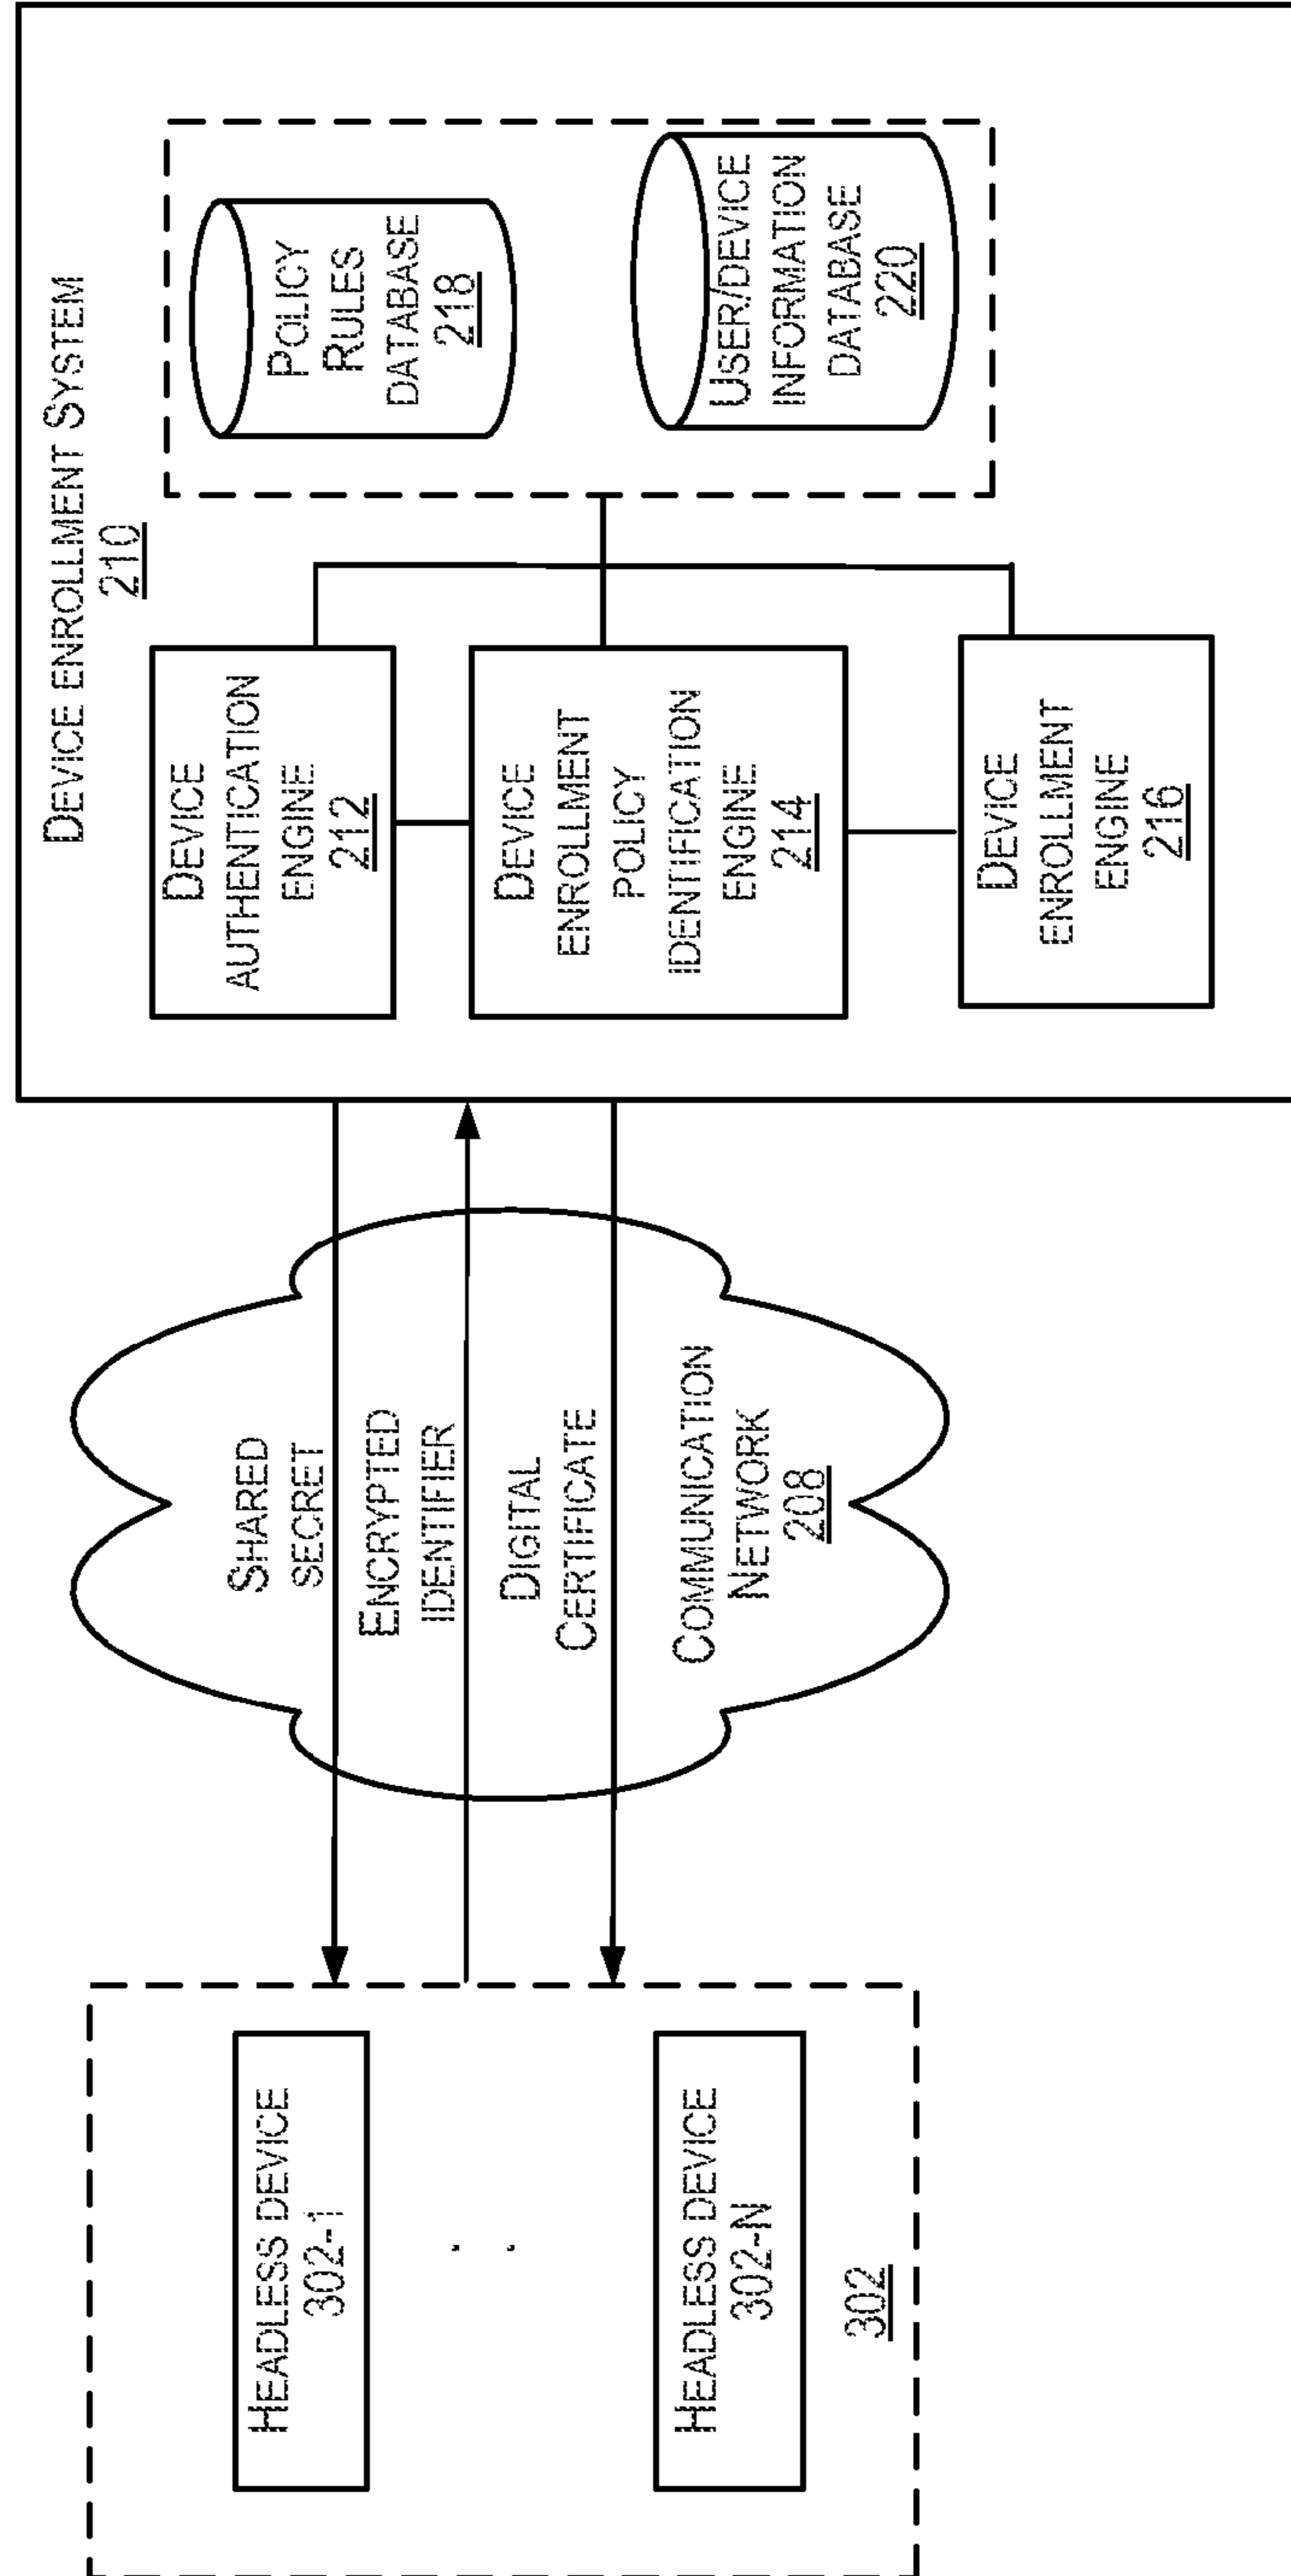 Headless device
302-1
Headless device
302-N
302
Shared
secret
Encrypted
identifier
Digital
Certificate
Communication
Network
208
Device enrollment System
210
Device
authentication
engine
212
Device
enrollment
policy
identification
engine
214
Device
enrollment
engine
216
Policy
Rules
database
218
User/device
information
database
220